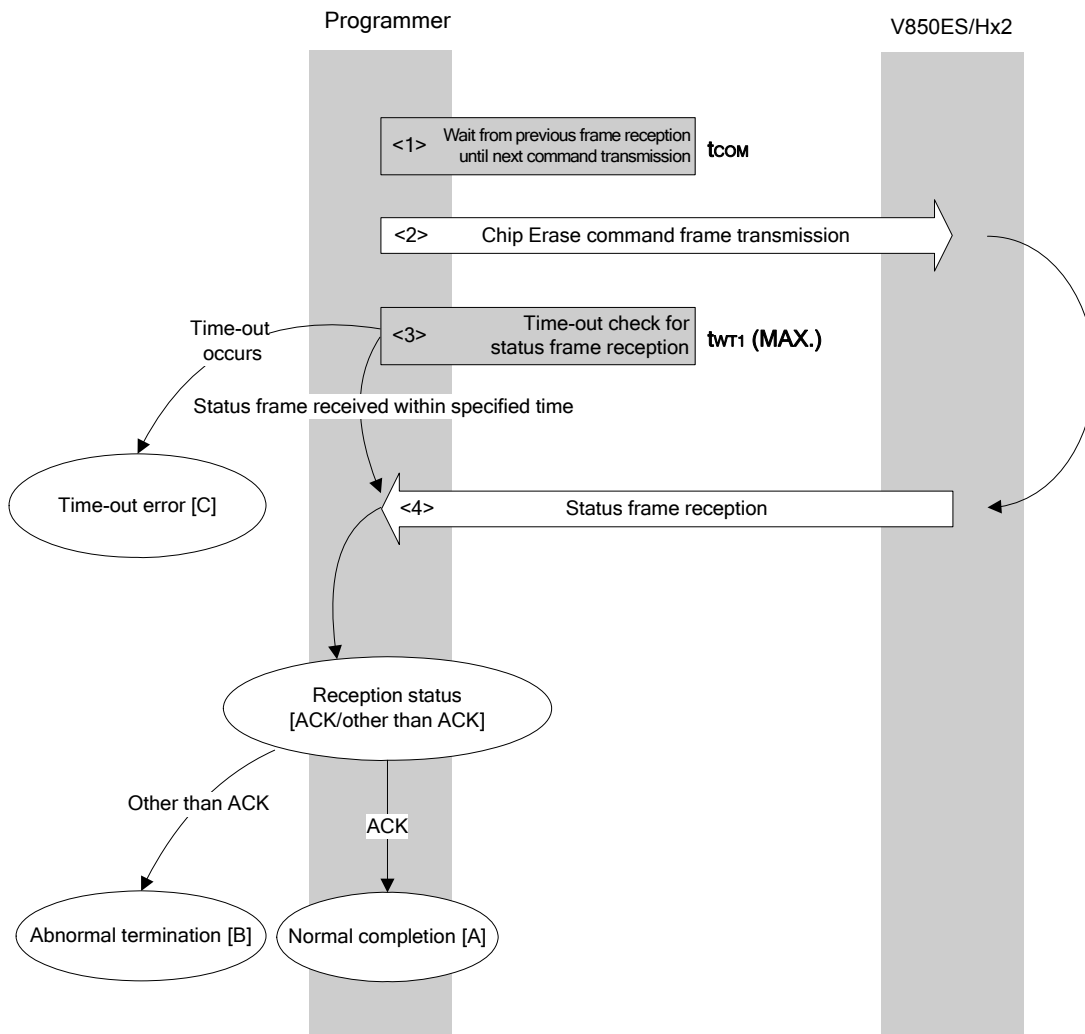 Programmer
V850ES/Hx2
<1> Wait from previous frame reception
until next command transmission
tCOM
<2> Chip Erase command frame transmission
Time-out
occurs
<3> Time-out check for
status frame reception
tWT1 (MAX.)
Status frame received within specified time
Time-out error [C]
<4> Status frame reception
Reception status
[ACK/other than ACK]
Other than ACK
ACK
Abnormal termination [B]
Normal completion [A]